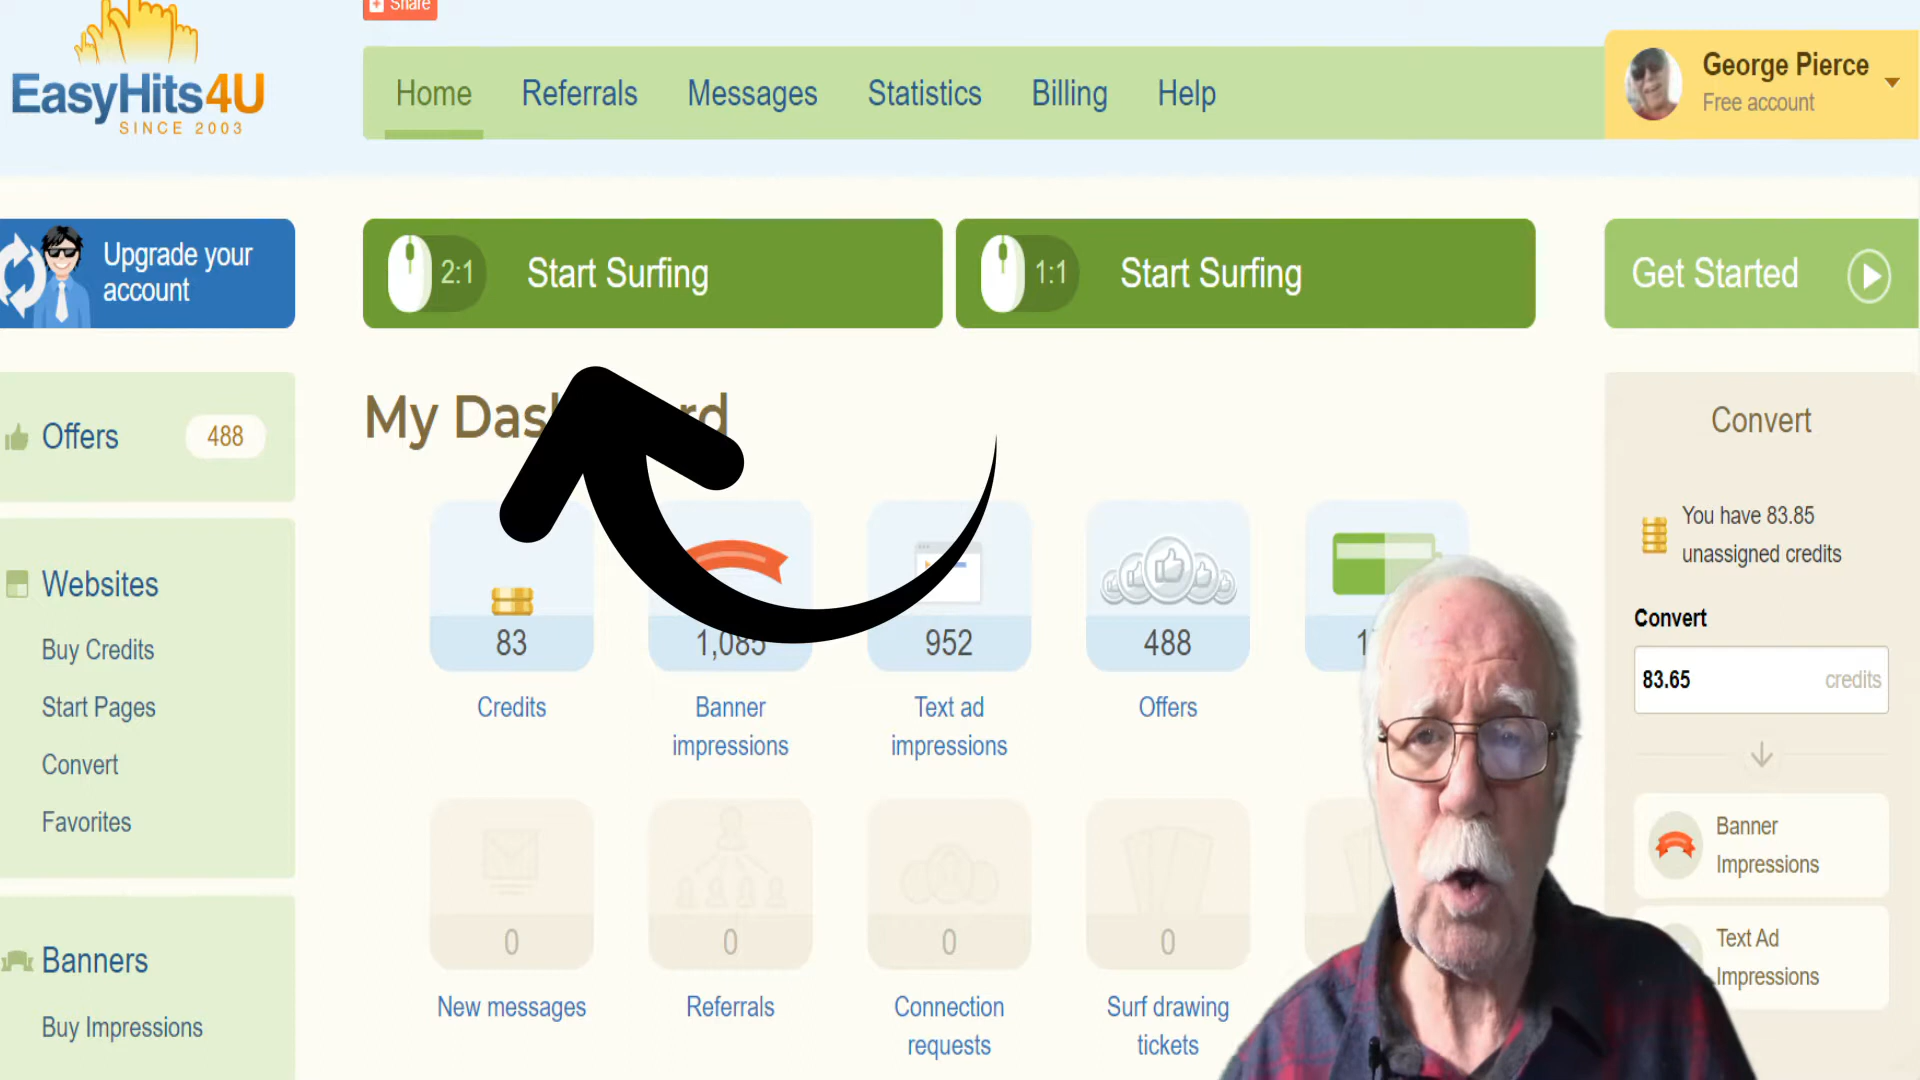 Share
EasyHits4U
SINCE 2003
Home Referrals Messages Statistics Billing Help
George Pierce
Free account
Upgrade your
account
2:1 Start Surfing
1:1 Start Surfing
Get Started
Offers 488
Websites
Buy Credits
Start Pages
Convert
Favorites
Banners
Buy Impressions
My Das rd
83
Credits
1,085
Banner
impressions
952
Text ad
impressions
488
Offers
0
New messages
0
Referrals
0
Connection
requests
0
Surf drawing
tickets
Convert
You have 83.85
unassigned credits
Convert
83.65 credits
Banner
Impressions
Text Ad
Impressions